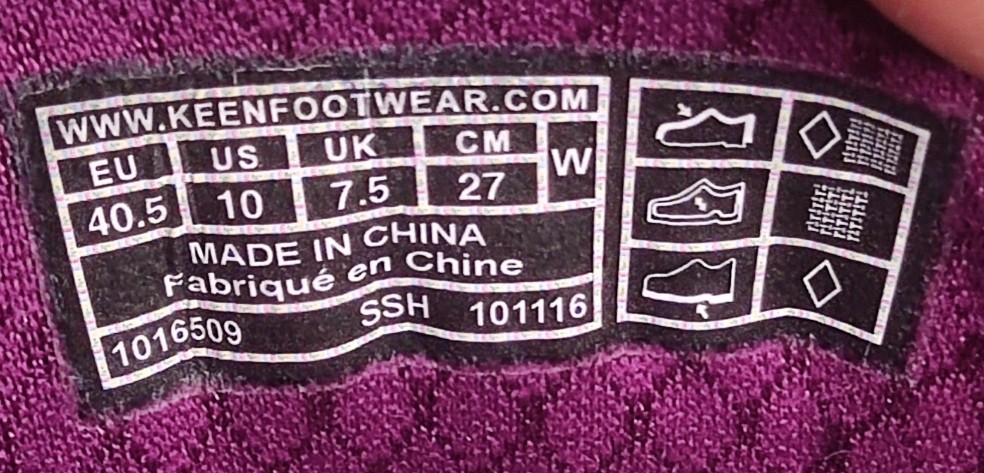 WWW.KEENFOOTWEAR.COM
EU US UK CM W
40.5 10 7.5 27
MADE IN CHINA
Fabriqué en Chine
1016509 SSH 101116